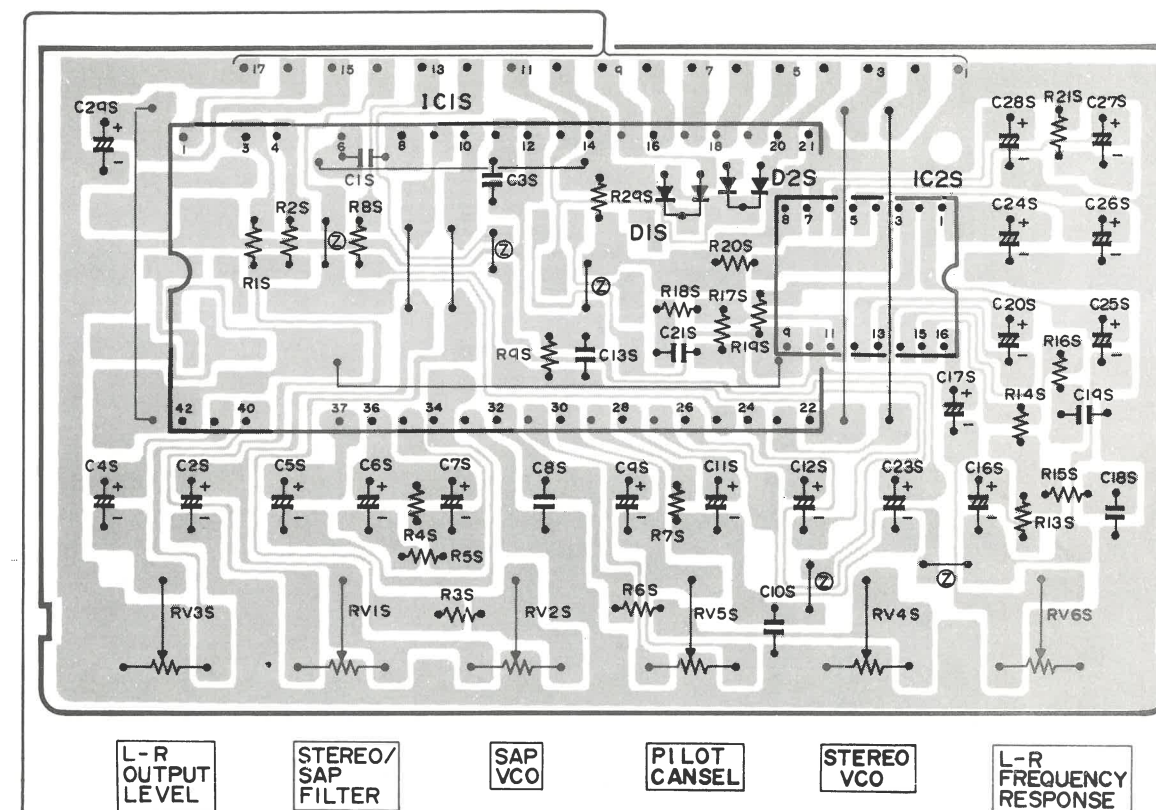 17 15 13 11 9 7 5 3 1
C29S IC1S C28S R21S C27S
1 3 4 6 8 10 12 14 16 18 20 21
C1S C3S R29S D2S IC2S
8 7 5 3 1
R2S R8S D1S C24S C26S
R1S Z Z R20S
Z R18S R17S C20S C25S
C21S R19S 9 11 13 15 16 R16S
R9S C13S C17S R14S C19S
42 40 37 36 34 32 30 28 26 24 22
C4S C2S C5S C6S C7S C8S C9S C11S C12S C23S C16S R15S C18S
R4S R5S R7S R13S
RV3S RV1S R3S RV2S R6S RV5S C10S Z RV4S Z RV6S
L-R
OUTPUT
LEVEL
STEREO/
SAP
FILTER
SAP
VCO
PILOT
CANSEL
STEREO
VCO
L-R
FREQUENCY
RESPONSE